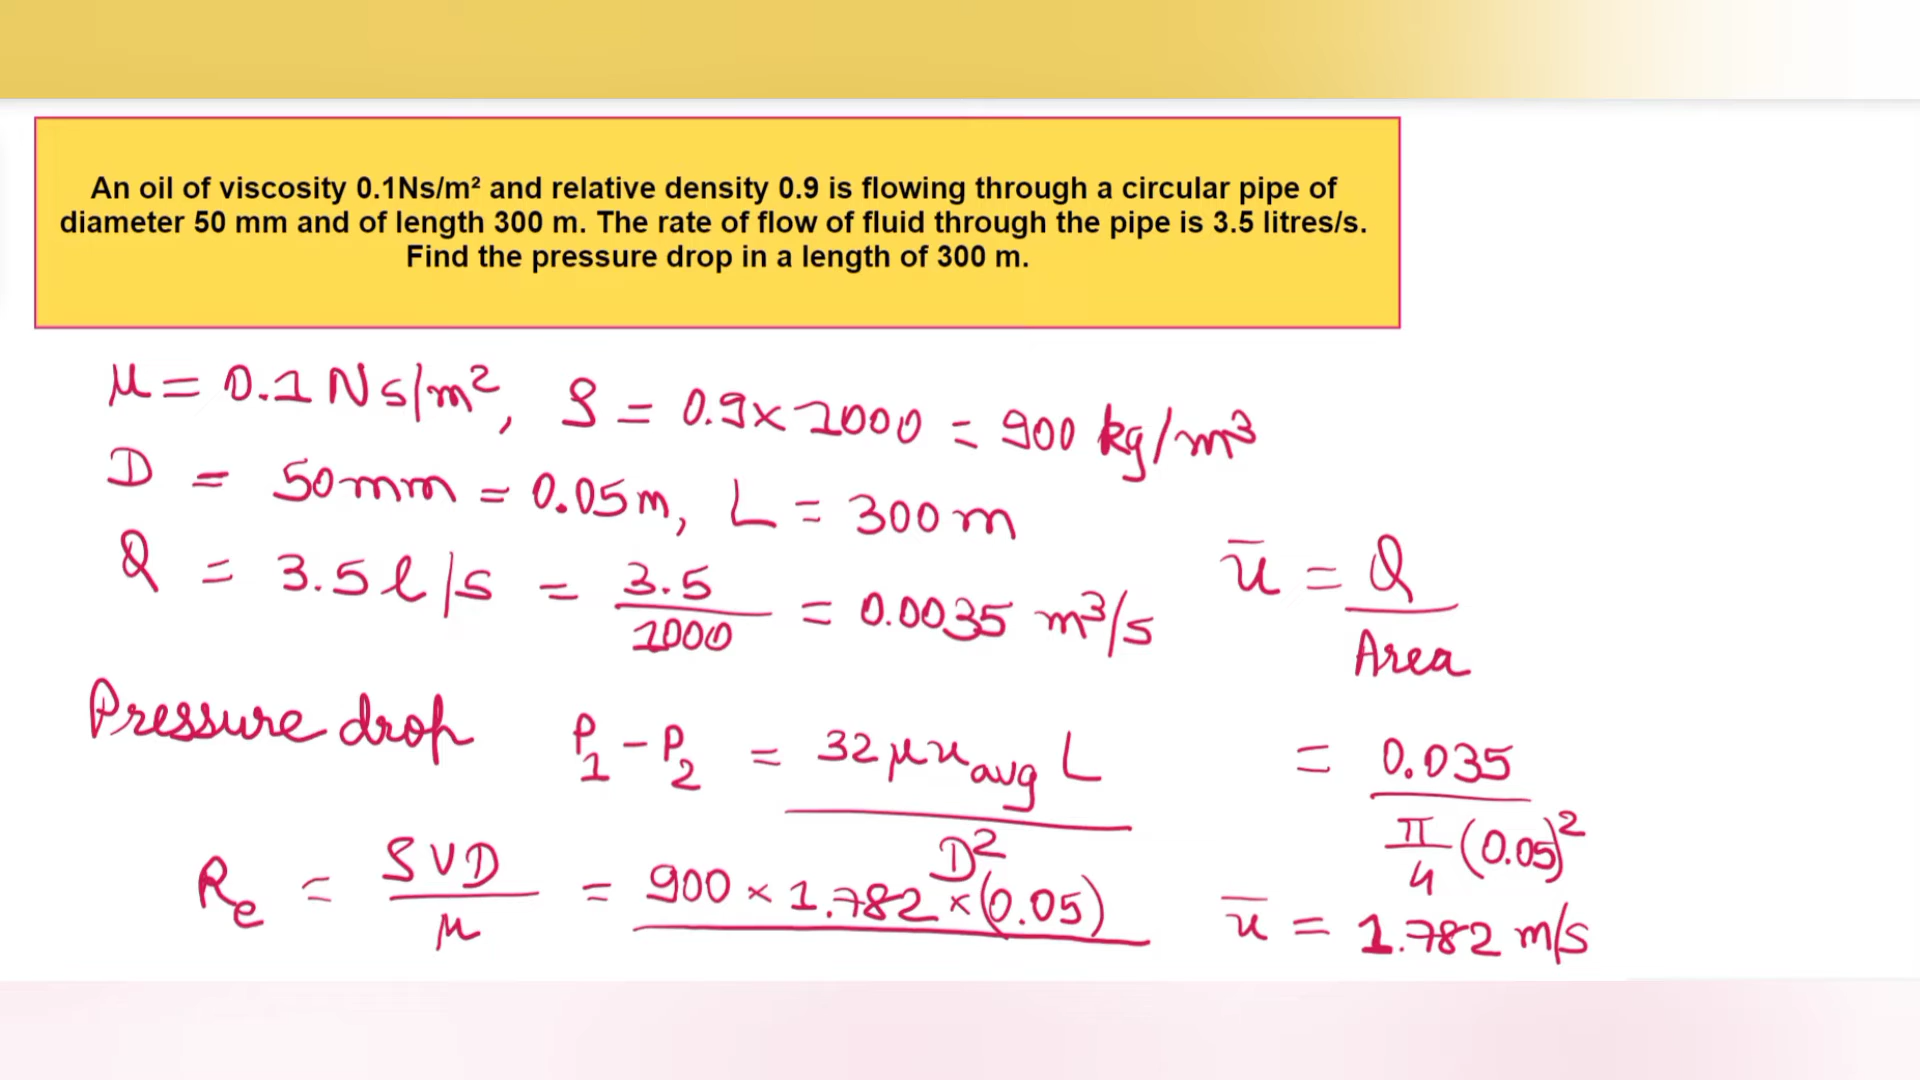 An oil of viscosity 0.1Ns/m² and relative density 0.9 is flowing through a circular pipe of
diameter 50 mm and of length 300 m. The rate of flow of fluid through the pipe is 3.5 litres/s.
Find the pressure drop in a length of 300 m.
μ = 0.1 Ns/m², ρ = 0.9 × 1000 = 900 kg/m³
D = 50mm = 0.05m, L = 300 m
Q = 3.5 l/s = 3.5/1000 = 0.0035 m³/s
Pressure drop P₁ - P₂ = 32 μ u avg L / D²
Re = ρVD/μ = 900 × 1.782 × (0.05)
ū = Q/Area
= 0.035 / π/4 (0.05)²
ū = 1.782 m/s